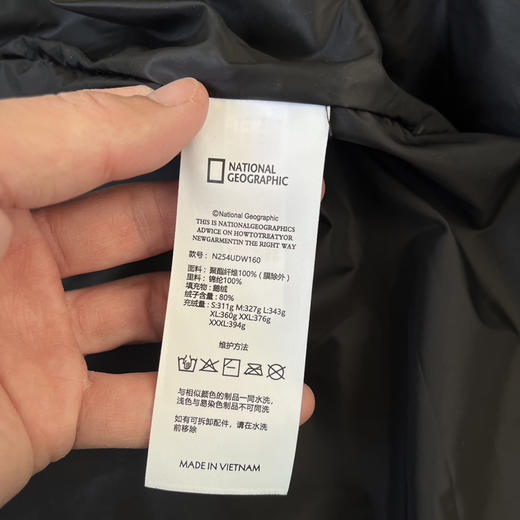 NATIONAL
GEOGRAPHIC
©National Geographic
THIS IS NATIONALGEOGRAPHICS
ADVICE ON HOWTOTREATYOR
NEWGARMENTN THE RIGHT WAY
款号: N254UDW160
面料: 聚酯纤维100% (膜除外)
里料: 锦纶100%
填充物: 鹅绒
绒子含量: 80%
充绒量: S:311g M:327g L:343g
XL:360g XXL:376g
XXXL:394g
维护方法
与相似颜色的制品一同水洗,
浅色与易染色制品不可同洗
如有可拆卸配件, 请在水洗
前移除
MADE IN VIETNAM